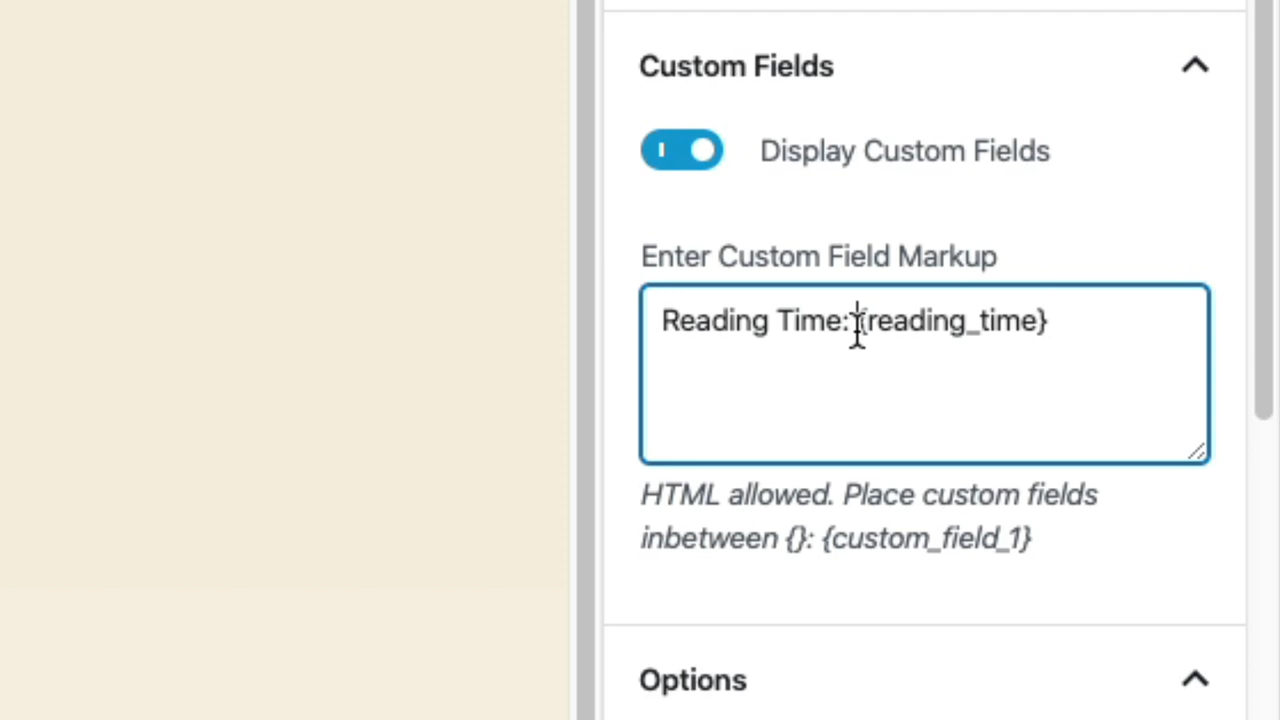 Custom Fields
Display Custom Fields
Enter Custom Field Markup
Reading Time: {reading_time}
HTML allowed. Place custom fields
inbetween {}: {custom_field_1}
Options